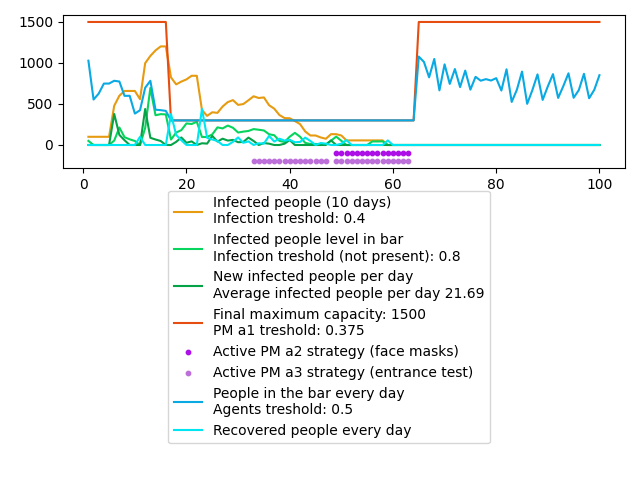 1500
1000
500
0
0 20 40 60 80 100
Infected people (10 days)
Infection treshold: 0.4
Infected people level in bar
Infection treshold (not present): 0.8
New infected people per day
Average infected people per day 21.69
Final maximum capacity: 1500
PM a1 treshold: 0.375
Active PM a2 strategy (face masks)
Active PM a3 strategy (entrance test)
People in the bar every day
Agents treshold: 0.5
Recovered people every day